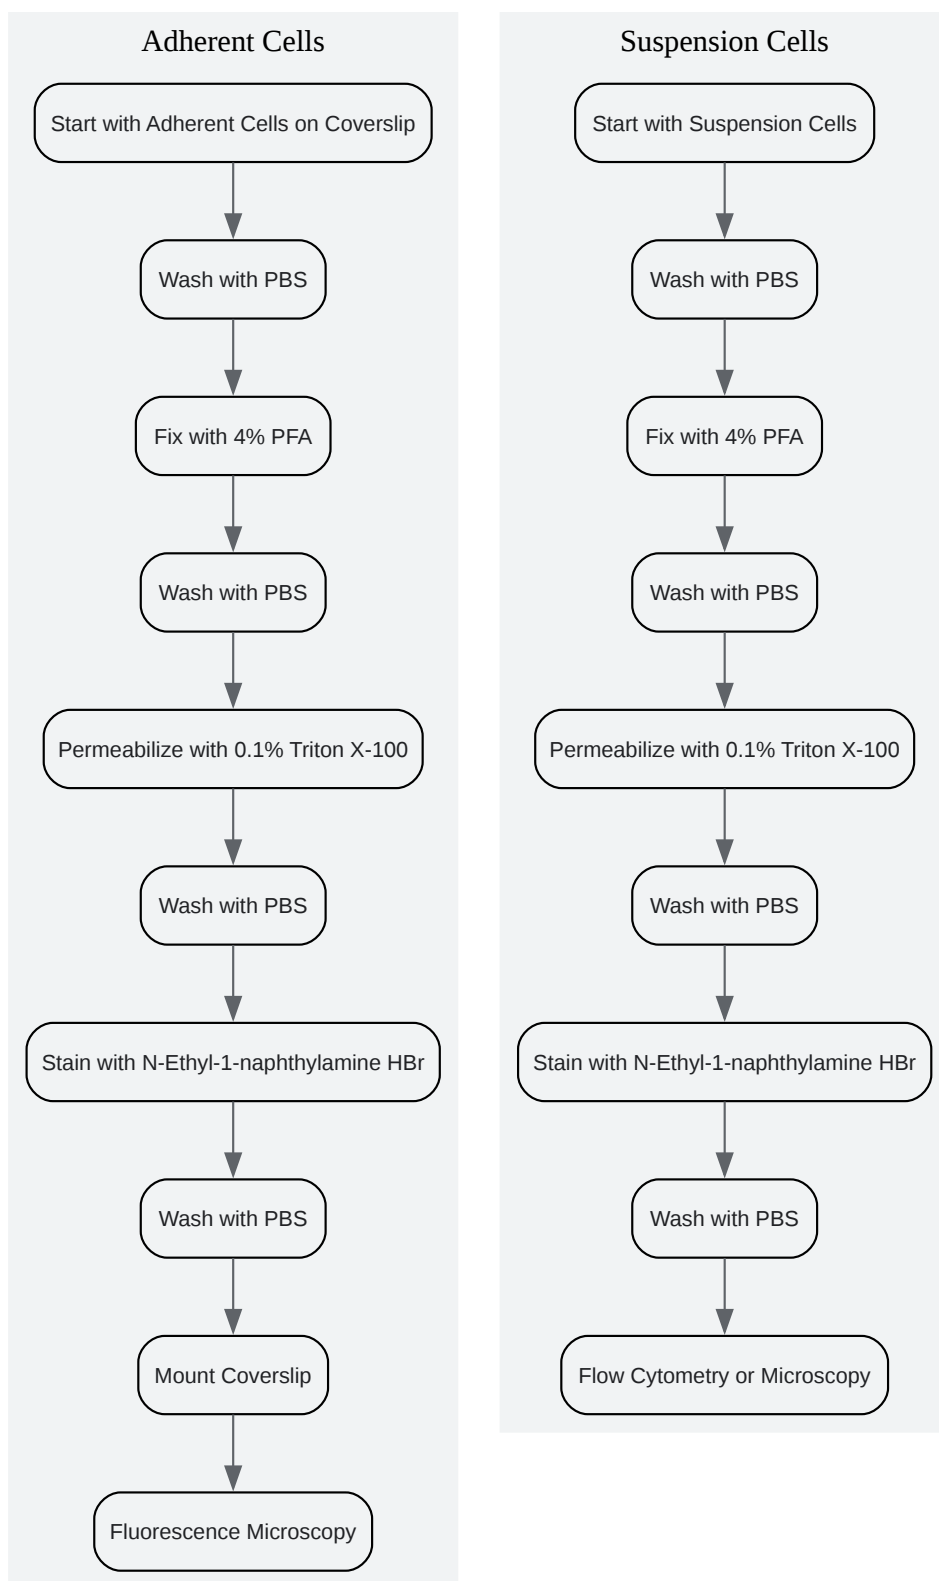 Adherent Cells
Start with Adherent Cells on Coverslip
Wash with PBS
Fix with 4% PFA
Wash with PBS
Permeabilize with 0.1% Triton X-100
Wash with PBS
Stain with N-Ethyl-1-naphthylamine HBr
Wash with PBS
Mount Coverslip
Fluorescence Microscopy
Suspension Cells
Start with Suspension Cells
Wash with PBS
Fix with 4% PFA
Wash with PBS
Permeabilize with 0.1% Triton X-100
Wash with PBS
Stain with N-Ethyl-1-naphthylamine HBr
Wash with PBS
Flow Cytometry or Microscopy